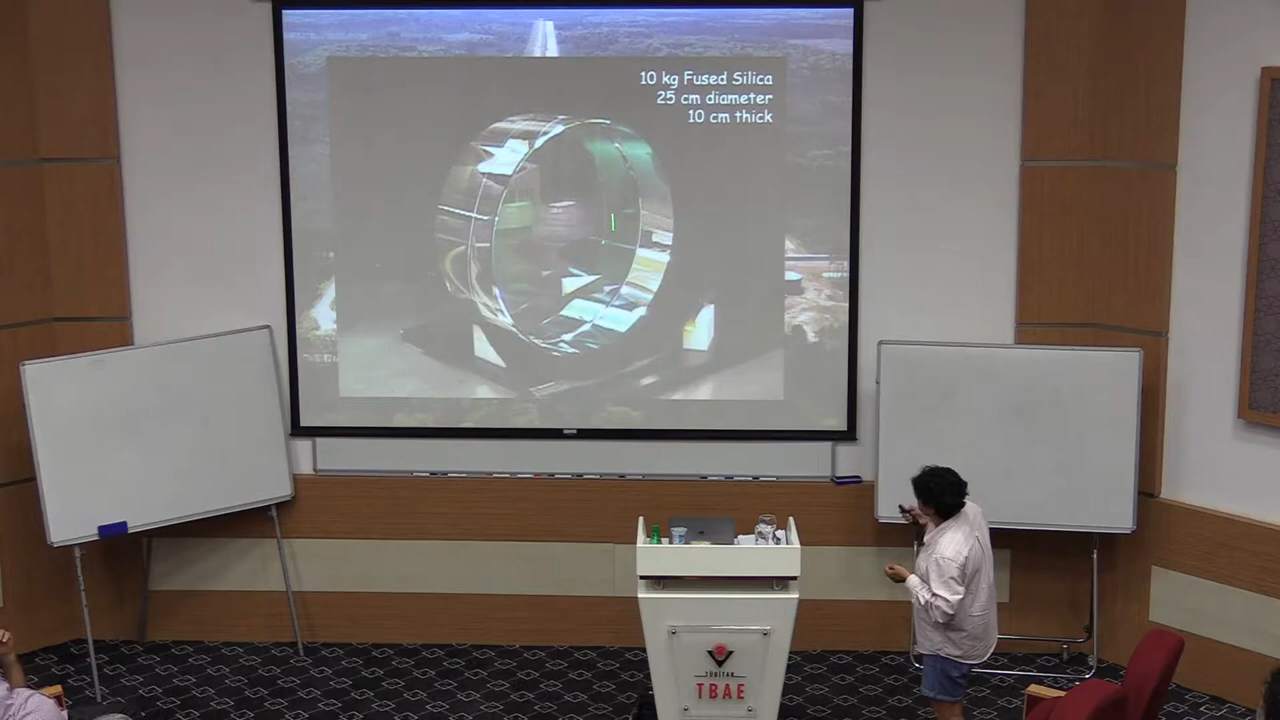 10 kg Fused Silica
25 cm diameter
10 cm thick
TÜBİTAK
TBAE